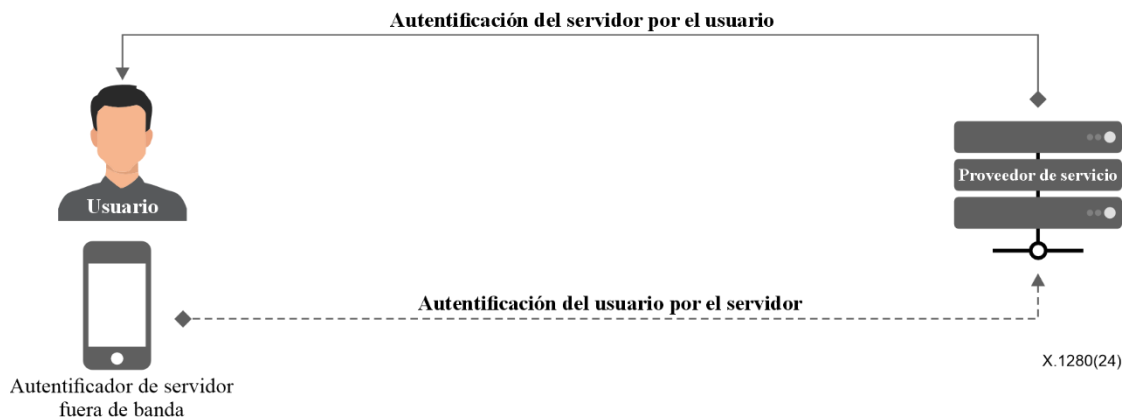 Autentificación del servidor por el usuario
Usuario
Proveedor de servicio
Autentificación del usuario por el servidor
X.1280(24)
Autentificador de servidor
fuera de banda